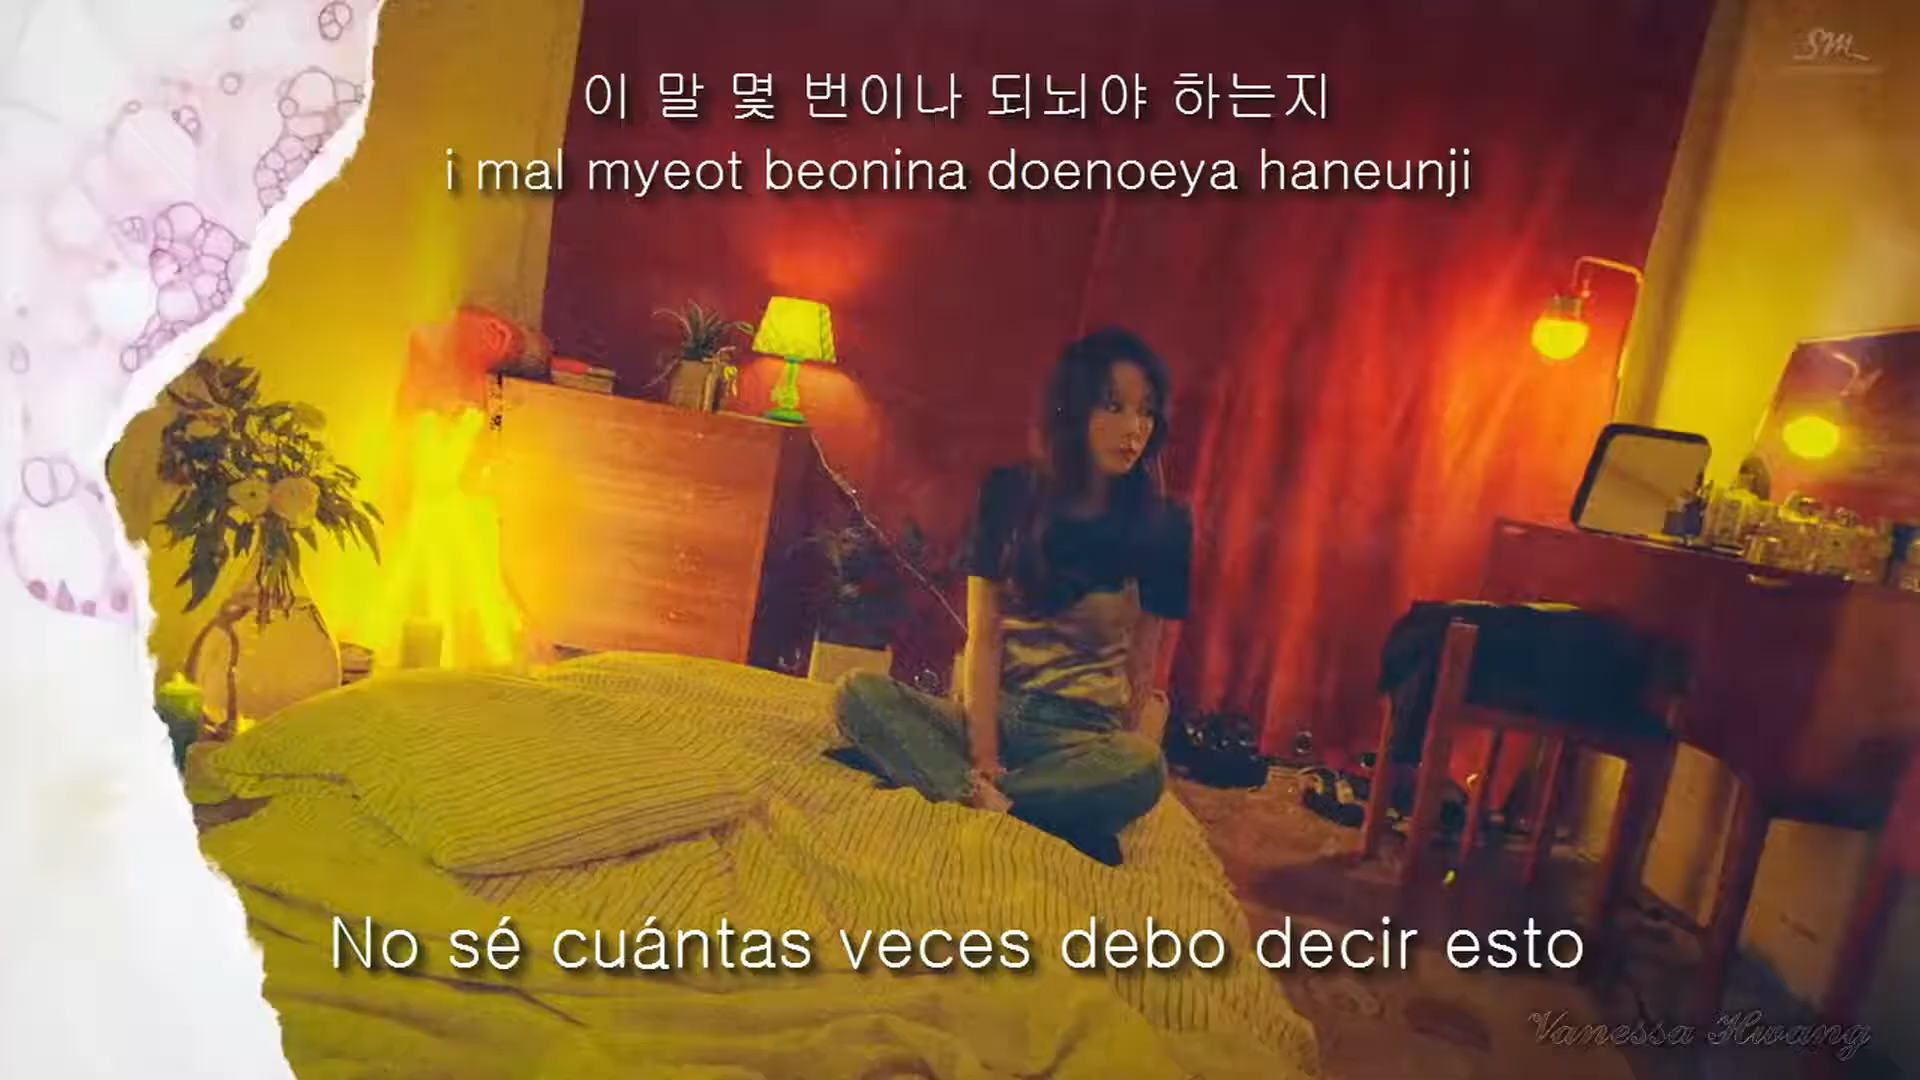 SM
이 말 몇 번이나 되뇌야 하는지
i mal myeot beonina doenoeya haneunji
No sé cuántas veces debo decir esto
Vanessa Hwang